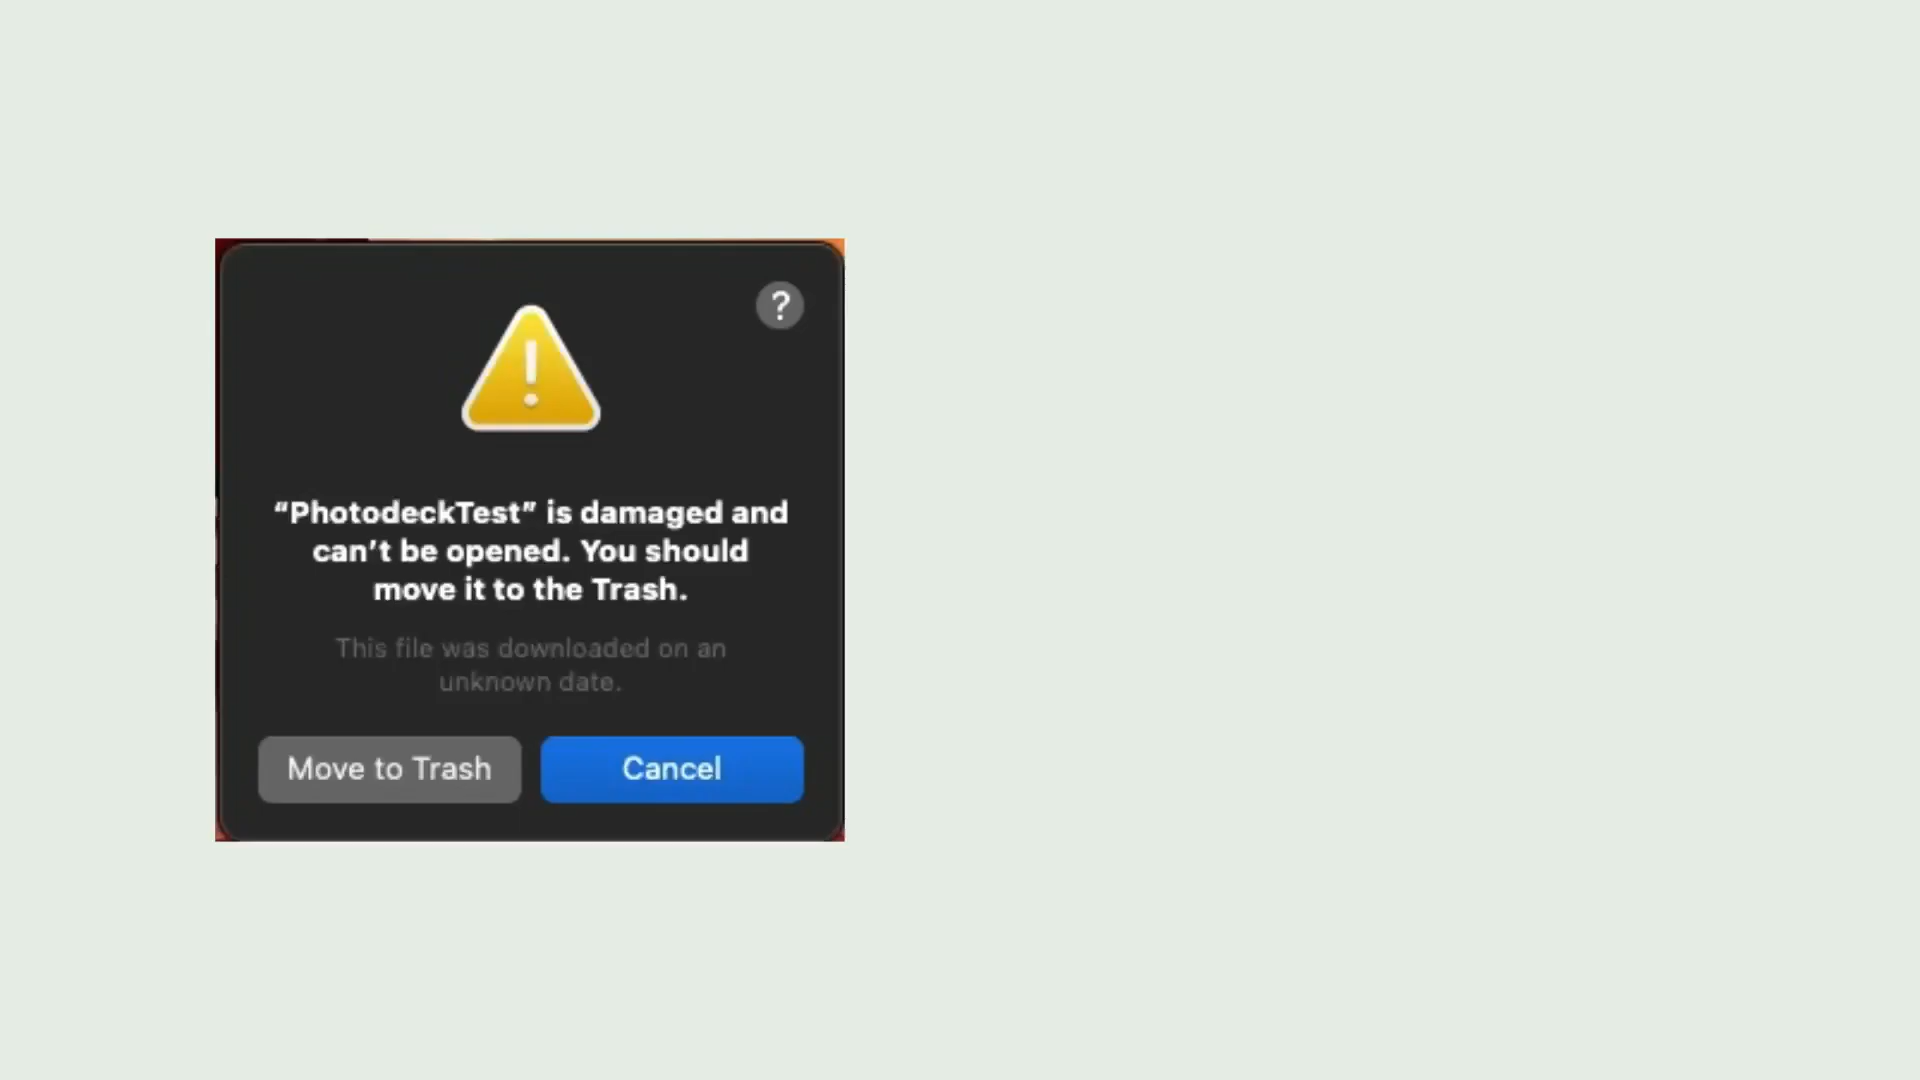 ?
“PhotodeckTest” is damaged and
can’t be opened. You should
move it to the Trash.
This file was downloaded on an
unknown date.
Move to Trash
Cancel